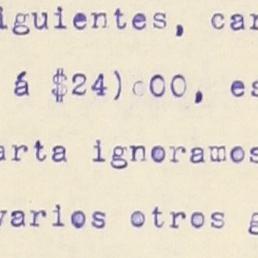 iguientes, car
á $24)c00, es
arta ignoramos
varios otros g